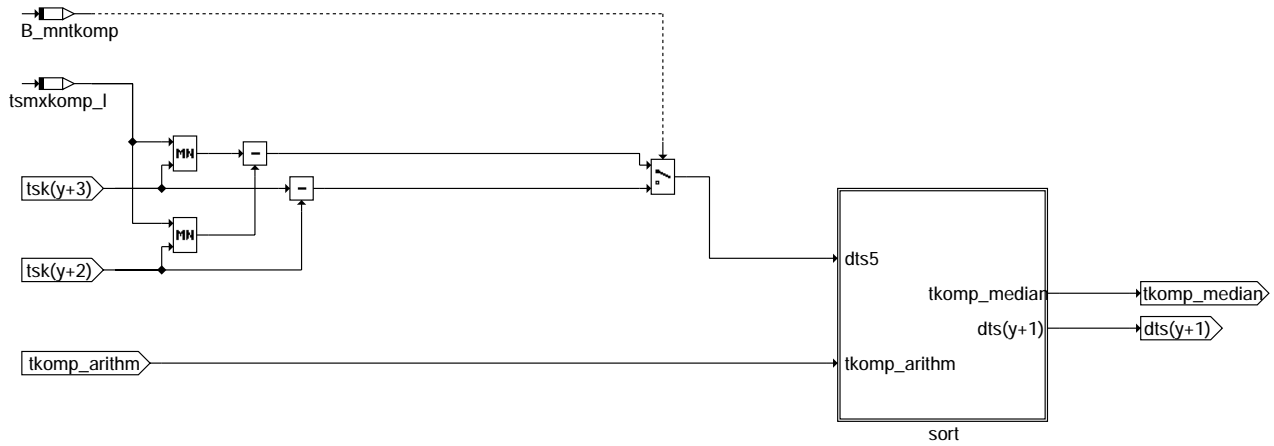 B_mntkomp
tsmxkomp_l
MN
-
tsk(y+3)
-
MN
tsk(y+2)
dts5
tkomp_median
tkomp_median
dts(y+1)
dts(y+1)
tkomp_arithm
tkomp_arithm
sort